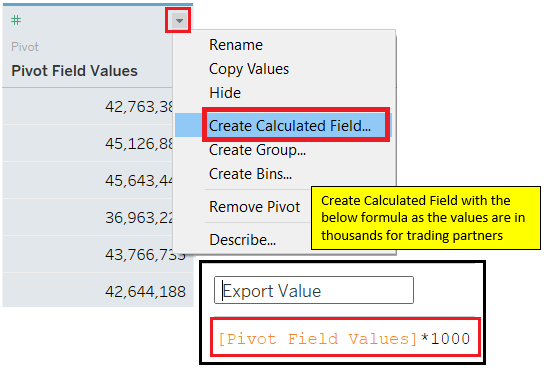 #
Pivot
Pivot Field Values
42,763,38
45,126,88
45,643,44
36,963,22
43,766,735
42,644,188
Rename
Copy Values
Hide
Create Calculated Field...
Create Group...
Create Bins...
Remove Pivot
Describe...
Create Calculated Field with the
below formula as the values are in
thousands for trading partners
Export Value
[Pivot Field Values]*1000